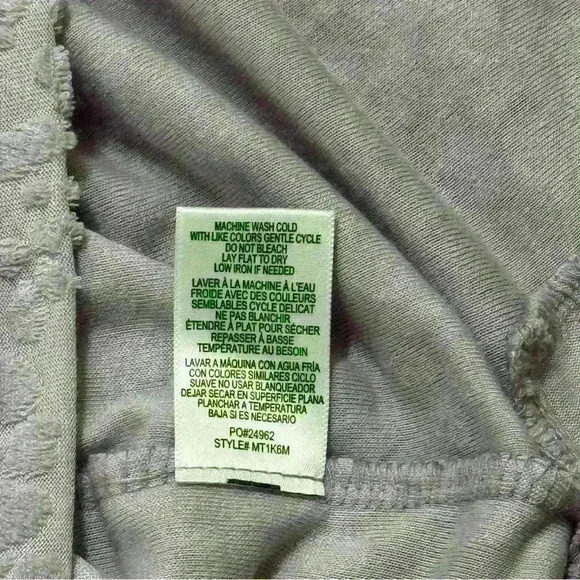 MACHINE WASH COLD
WITH LIKE COLORS GENTLE CYCLE
DO NOT BLEACH
LAY FLAT TO DRY
LOW IRON IF NEEDED
LAVER À LA MACHINE À L'EAU
FROIDE AVEC DES COULEURS
SEMBLABLES CYCLE DELICAT
NE PAS BLANCHIR
ÉTENDRE À PLAT POUR SÉCHER
REPASSER À BASSE
TEMPÉRATURE AU BESOIN
LAVAR A MÁQUINA CON AGUA FRÍA
CON COLORES SIMILARES CICLO
SUAVE NO USAR BLANQUEADOR
DEJAR SECAR EN SUPERFICIE PLANA
PLANCHAR A TEMPERATURA
BAJA SI ES NECESARIO
PO#24962
STYLE# MT1K6M